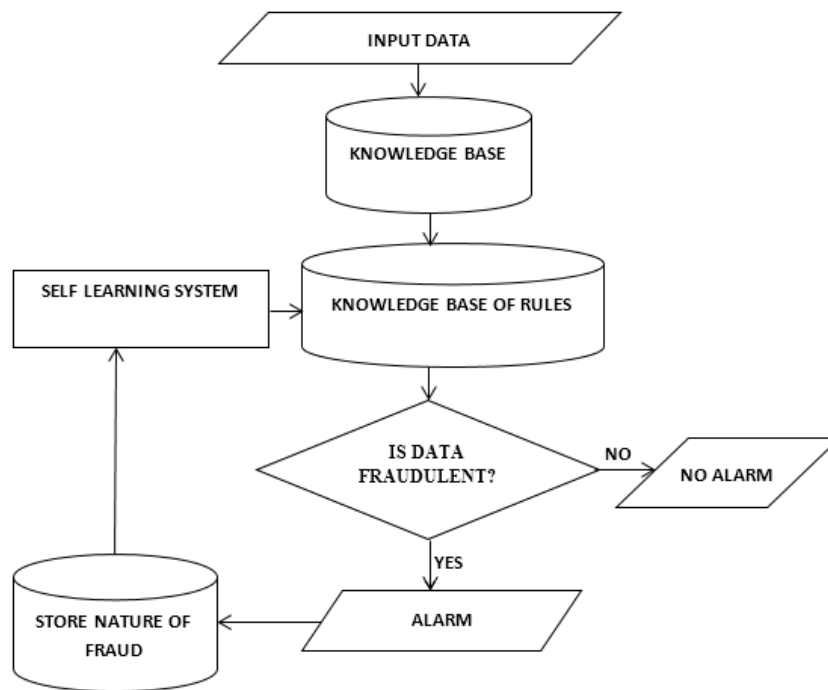 INPUT DATA
KNOWLEDGE BASE
SELF LEARNING SYSTEM
KNOWLEDGE BASE OF RULES
IS DATA
FRAUDULENT?
NO
NO ALARM
YES
ALARM
STORE NATURE OF
FRAUD